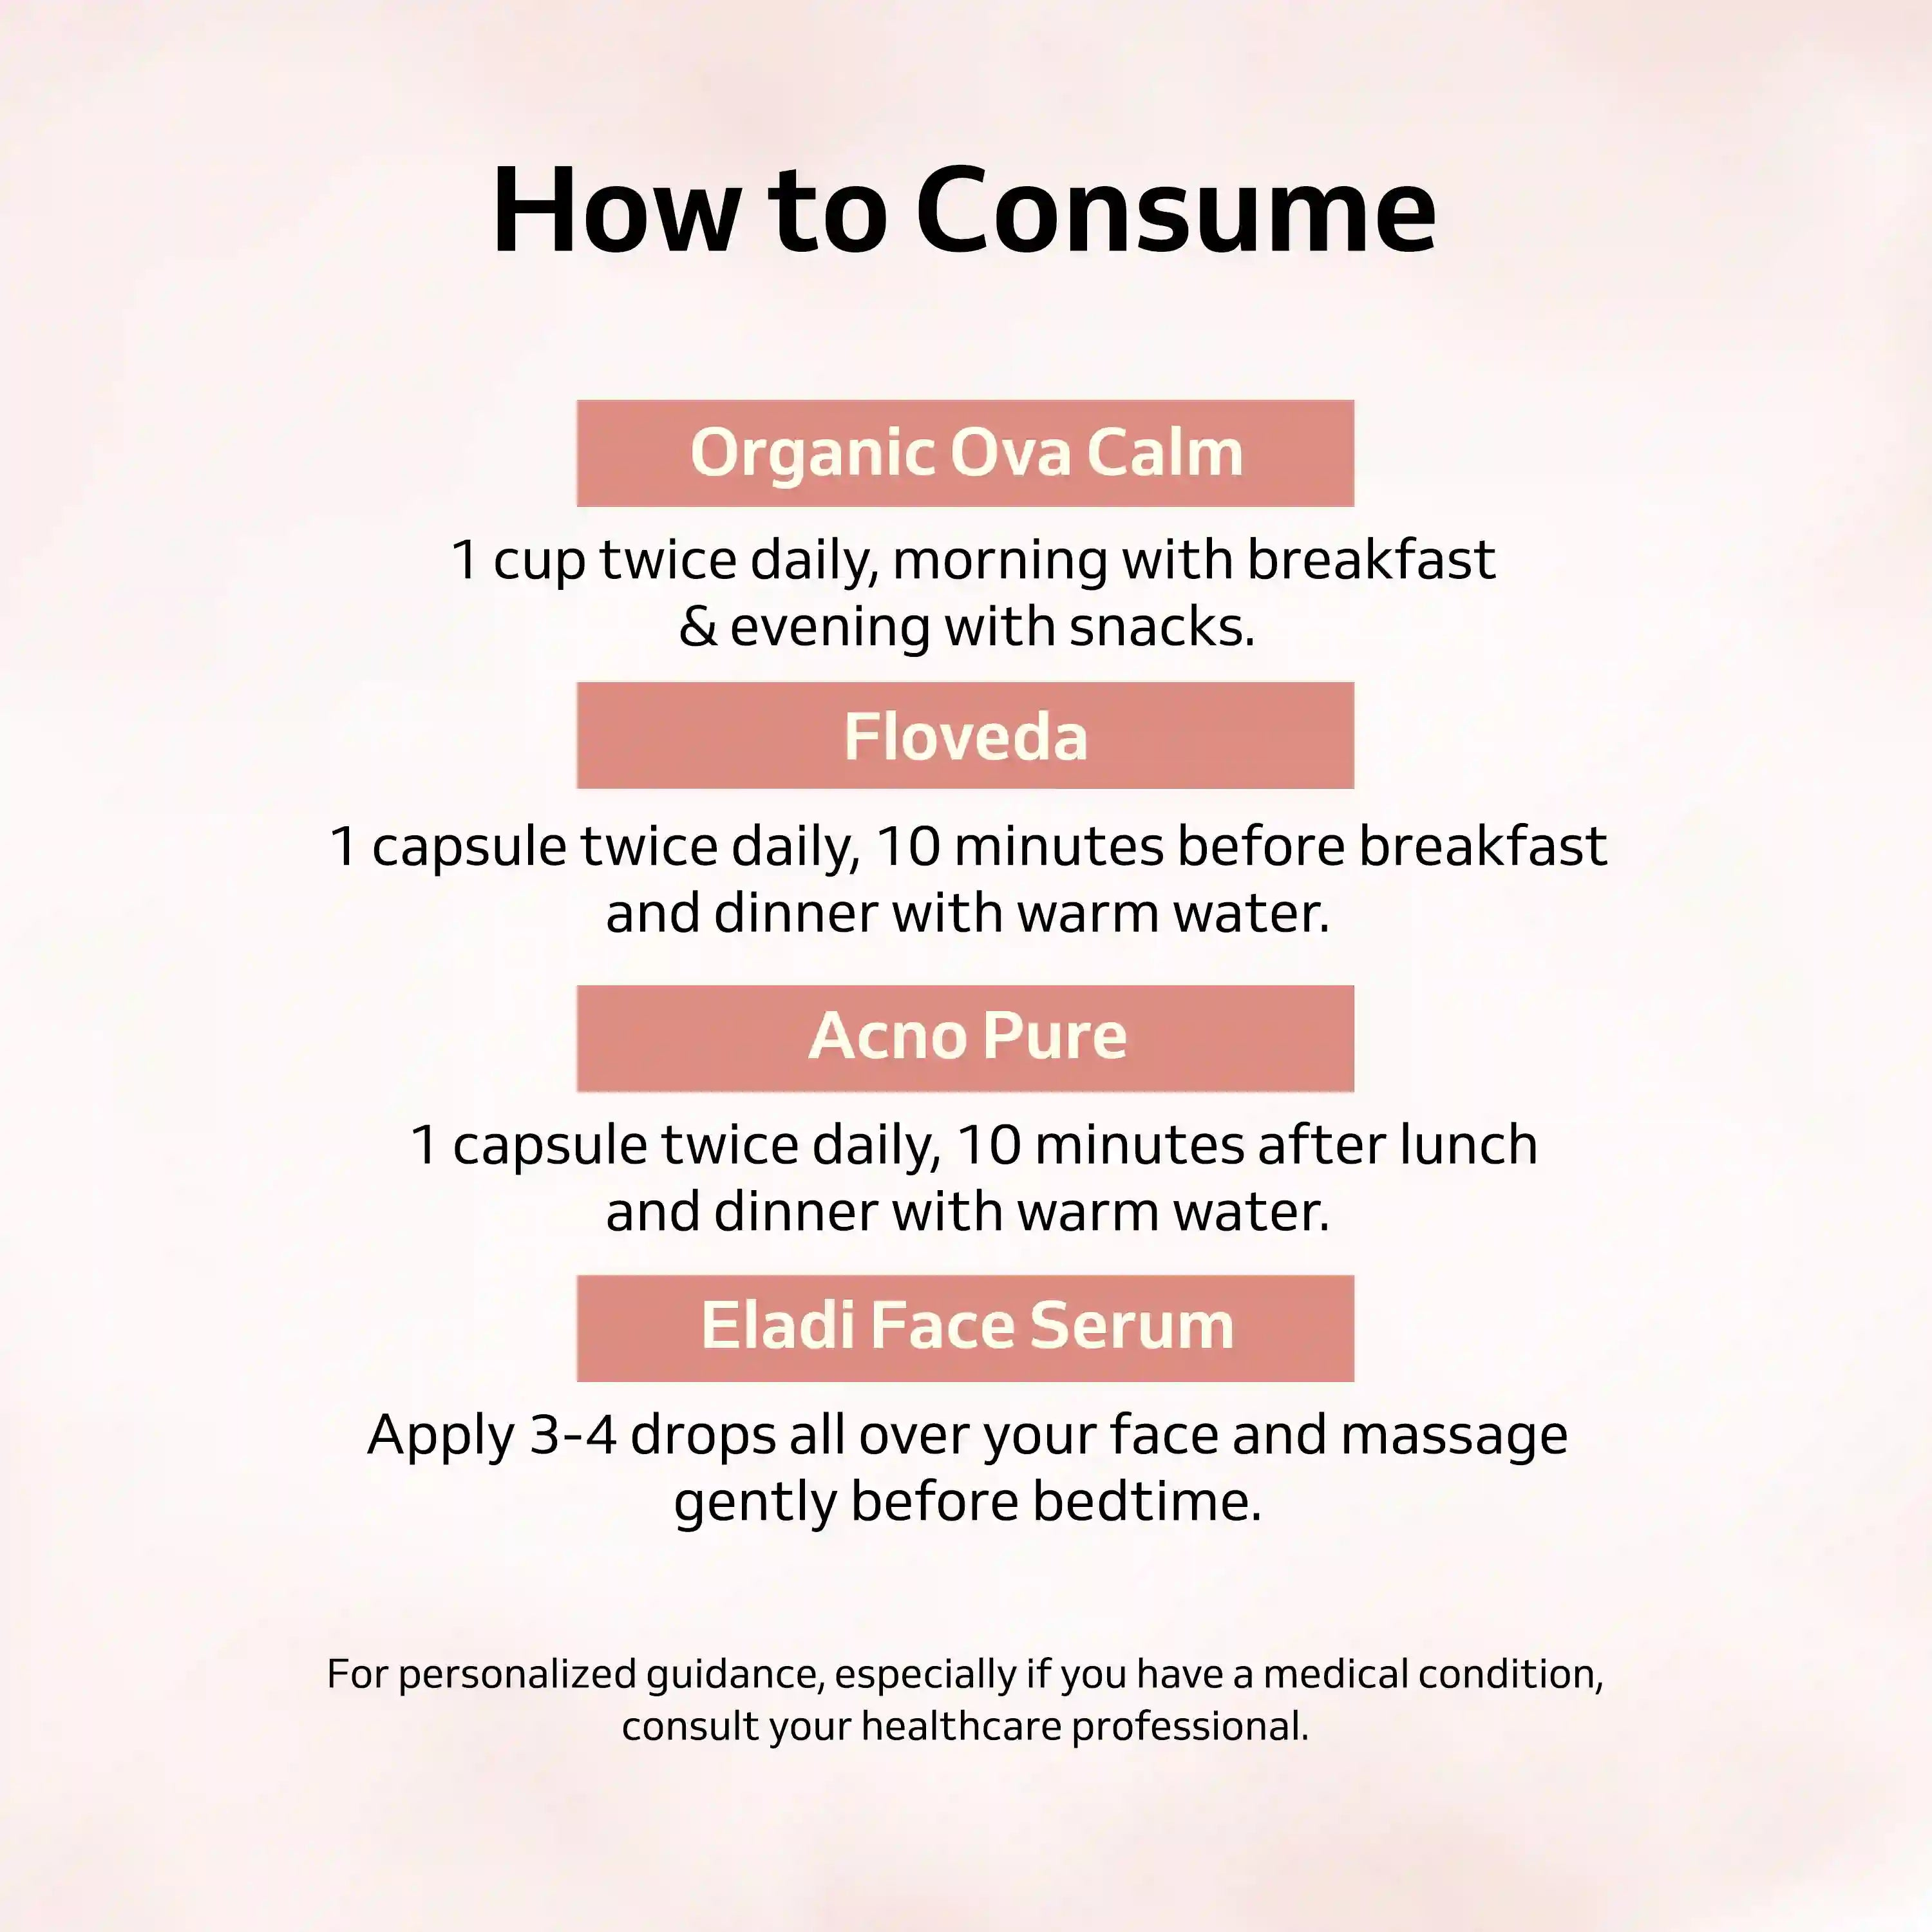 How to Consume
Organic Ova Calm
1 cup twice daily, morning with breakfast
& evening with snacks.
Floveda
1 capsule twice daily, 10 minutes before breakfast
and dinner with warm water.
Acno Pure
1 capsule twice daily, 10 minutes after lunch
and dinner with warm water.
Eladi Face Serum
Apply 3-4 drops all over your face and massage
gently before bedtime.
For personalized guidance, especially if you have a medical condition,
consult your healthcare professional.